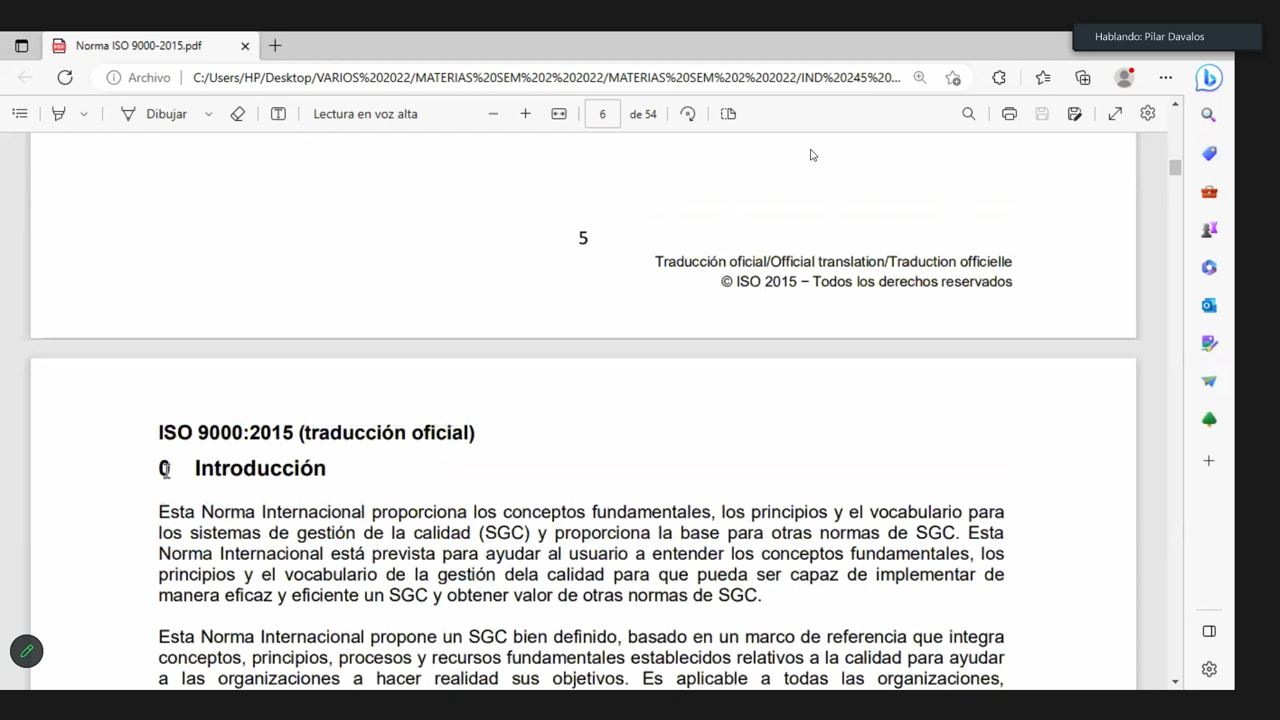 Hablando: Pilar Davalos
Norma ISO 9000-2015.pdf
Archivo C:/Users/HP/Desktop/VARIOS%202022/MATERIAS%20SEM%202%202022/MATERIAS%20SEM%202%202022/IND%20245%20...
Dibujar Lectura en voz alta 6 de 54
5
Traducción oficial/Official translation/Traduction officielle
© ISO 2015 − Todos los derechos reservados
ISO 9000:2015 (traducción oficial)
0 Introducción
Esta Norma Internacional proporciona los conceptos fundamentales, los principios y el vocabulario para
los sistemas de gestión de la calidad (SGC) y proporciona la base para otras normas de SGC. Esta
Norma Internacional está prevista para ayudar al usuario a entender los conceptos fundamentales, los
principios y el vocabulario de la gestión dela calidad para que pueda ser capaz de implementar de
manera eficaz y eficiente un SGC y obtener valor de otras normas de SGC.
Esta Norma Internacional propone un SGC bien definido, basado en un marco de referencia que integra
conceptos, principios, procesos y recursos fundamentales establecidos relativos a la calidad para ayudar
a las organizaciones a hacer realidad sus objetivos. Es aplicable a todas las organizaciones,